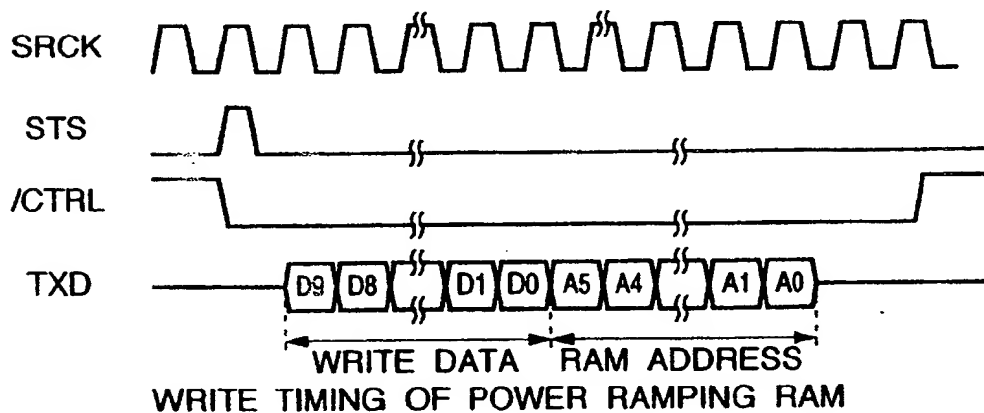 SRCK
STS
/CTRL
TXD D9 D8 D1 D0 A5 A4 A1 A0
WRITE DATA RAM ADDRESS
WRITE TIMING OF POWER RAMPING RAM